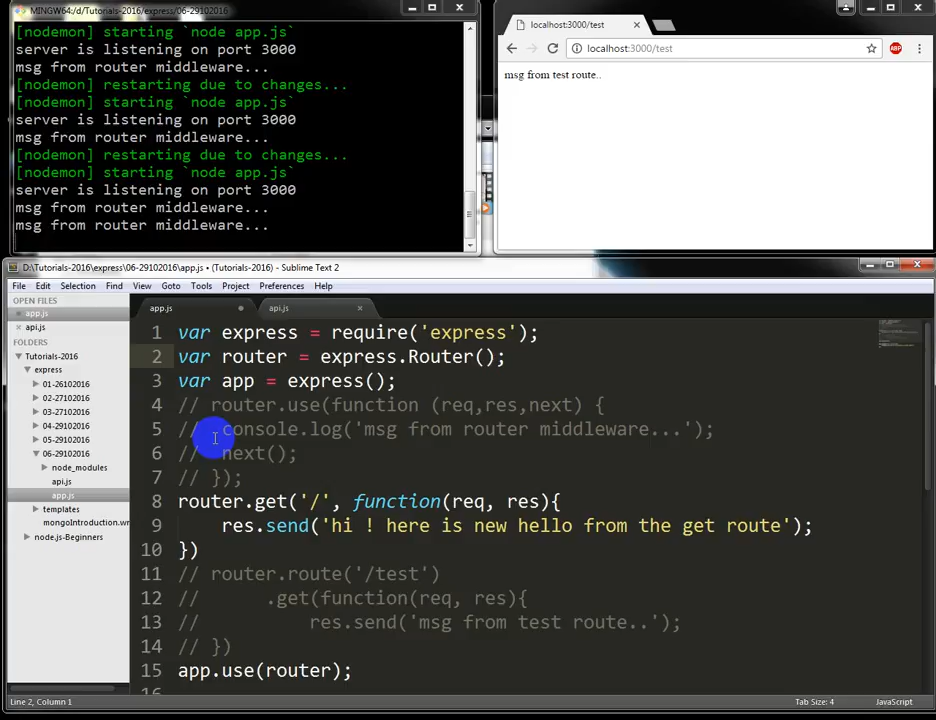 MINGW64:/d/Tutorials-2016/express/06-29102016
[nodemon] starting `node app.js`
server is listening on port 3000
msg from router middleware...
[nodemon] restarting due to changes...
[nodemon] starting `node app.js`
server is listening on port 3000
msg from router middleware...
[nodemon] restarting due to changes...
[nodemon] starting `node app.js`
server is listening on port 3000
msg from router middleware...
msg from router middleware...
localhost:3000/test
localhost:3000/test
ABP
msg from test route..
D:\Tutorials-2016\express\06-29102016\app.js • (Tutorials-2016) - Sublime Text 2
File Edit Selection Find View Goto Tools Project Preferences Help
OPEN FILES
app.js
api.js
FOLDERS
Tutorials-2016
express
01-26102016
02-27102016
03-27102016
04-29102016
05-29102016
06-29102016
node_modules
api.js
app.js
templates
mongoIntroduction.wr
node.js-Beginners
app.js
api.js
1 var express = require('express');
2 var router = express.Router();
3 var app = express();
4 // router.use(function (req,res,next) {
5 // console.log('msg from router middleware...');
6 // next();
7 // });
8 router.get('/', function(req, res){
9 res.send('hi ! here is new hello from the get route');
10 })
11 // router.route('/test')
12 // .get(function(req, res){
13 // res.send('msg from test route..');
14 // })
15 app.use(router);
16
Line 2, Column 1
Tab Size: 4
JavaScript